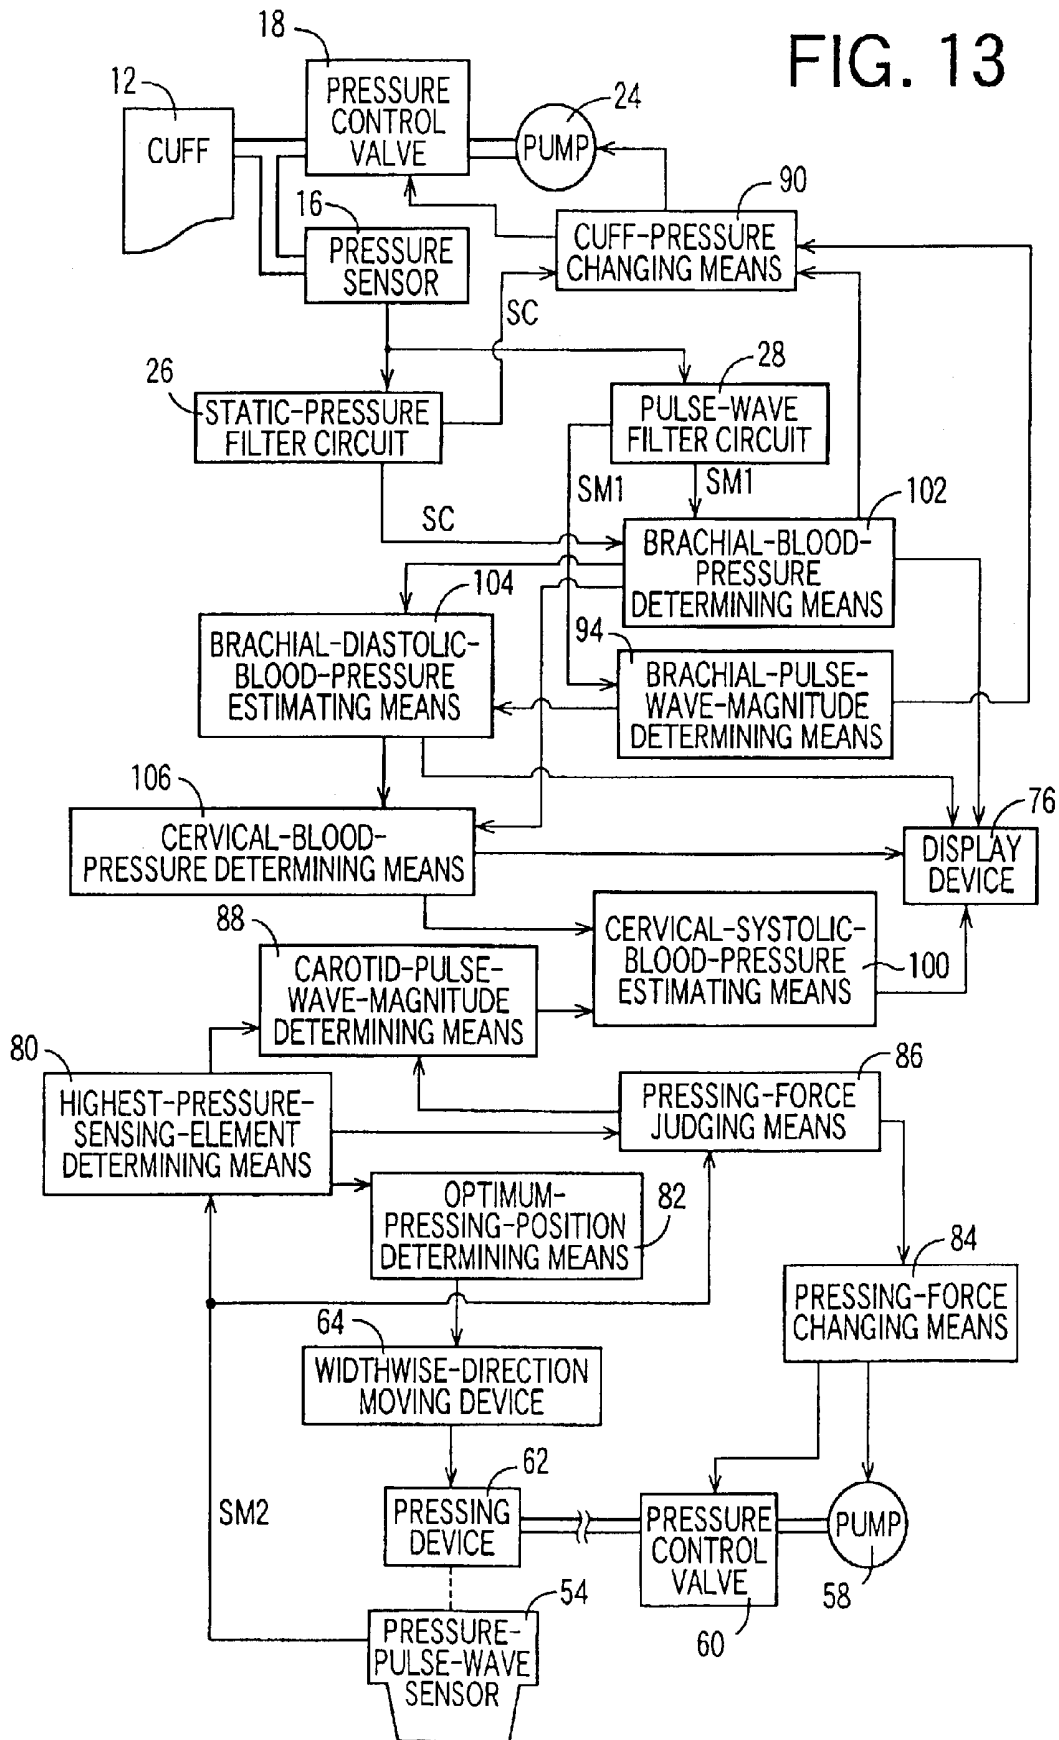 FIG. 13
18
12
24
PRESSURE
CONTROL
VALVE
CUFF
PUMP
90
16
PRESSURE
SENSOR
CUFF-PRESSURE
CHANGING MEANS
SC
28
26
STATIC-PRESSURE
FILTER CIRCUIT
PULSE-WAVE
FILTER CIRCUIT
SM1
SM1
102
SC
BRACHIAL-BLOOD-
PRESSURE
DETERMINING MEANS
104
94
BRACHIAL-DIASTOLIC-
BLOOD-PRESSURE
ESTIMATING MEANS
BRACHIAL-PULSE-
WAVE-MAGNITUDE
DETERMINING MEANS
106
76
CERVICAL-BLOOD-
PRESSURE DETERMINING MEANS
DISPLAY
DEVICE
88
CERVICAL-SYSTOLIC-
BLOOD-PRESSURE
ESTIMATING MEANS
100
CAROTID-PULSE-
WAVE-MAGNITUDE
DETERMINING MEANS
80
86
HIGHEST-PRESSURE-
SENSING-ELEMENT
DETERMINING MEANS
PRESSING-FORCE
JUDGING MEANS
OPTIMUM-
PRESSING-POSITION
DETERMINING MEANS
82
84
PRESSING-FORCE
CHANGING MEANS
64
WIDTHWISE-DIRECTION
MOVING DEVICE
62
SM2
PRESSING
DEVICE
PRESSURE
CONTROL
VALVE
PUMP
58
60
54
PRESSURE-
PULSE-WAVE
SENSOR